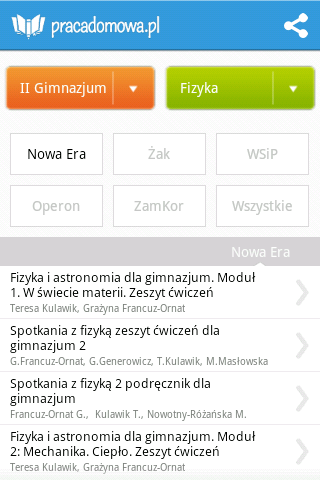 pracadomowa.pl
II Gimnazjum
Fizyka
Nowa Era
Żak
WSiP
Operon
ZamKor
Wszystkie
Nowa Era
Fizyka i astronomia dla gimnazjum. Moduł
1. W świecie materii. Zeszyt ćwiczeń
Teresa Kulawik, Grażyna Francuz-Ornat
Spotkania z fizyką zeszyt ćwiczeń dla
gimnazjum 2
G.Francuz-Ornat, G.Generowicz, T.Kulawik, M.Masłowska
Spotkania z fizyką 2 podręcznik dla
gimnazjum
Francuz-Ornat G.,  Kulawik T., Nowotny-Różańska M.
Fizyka i astronomia dla gimnazjum. Moduł
2: Mechanika. Ciepło. Zeszyt ćwiczeń
Teresa Kulawik, Grażyna Francuz-Ornat